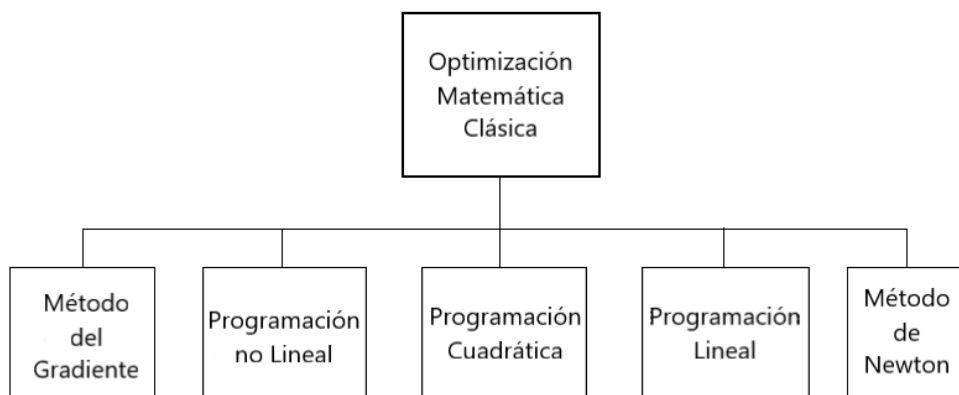 Optimización
Matemática
Clásica
Método
del
Gradiente
Programación
no Lineal
Programación
Cuadrática
Programación
Lineal
Método
de
Newton